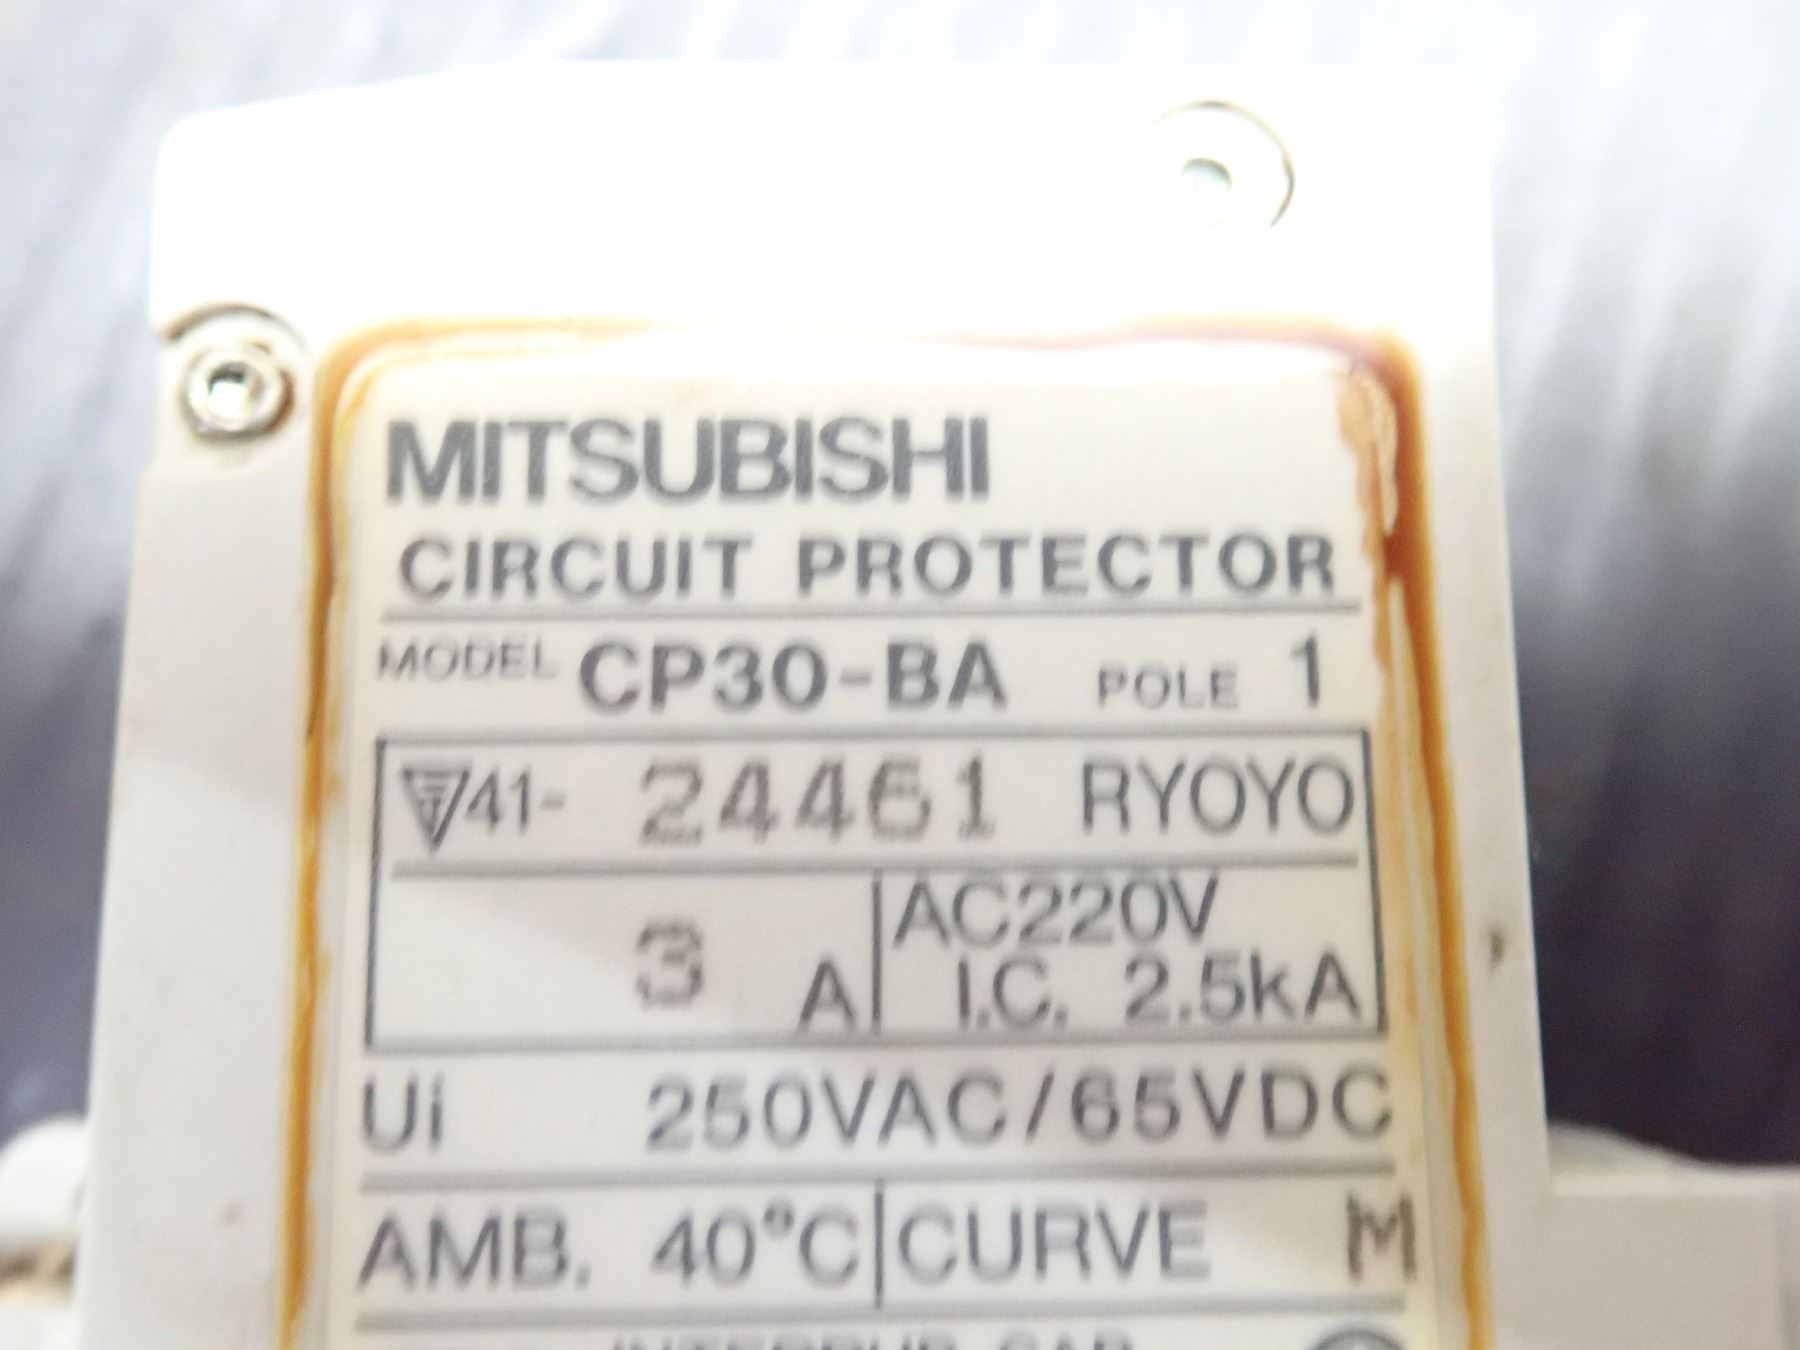 MITSUBISHI
CIRCUIT PROTECTOR
MODEL CP30-BA POLE 1
41- 24461 RYOYO
3 A
AC220V
I.C. 2.5kA
Ui 250VAC/65VDC
AMB. 40°C CURVE M